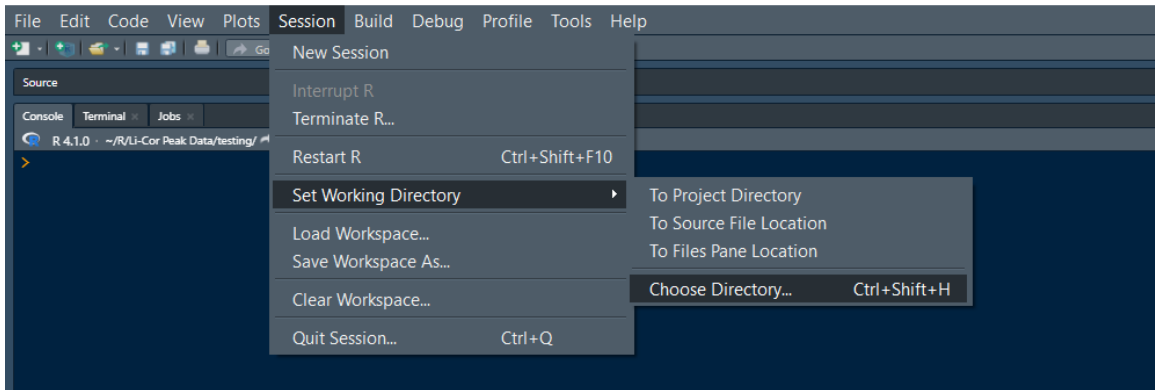 File Edit Code View Plots Session Build Debug Profile Tools Help
Go
New Session
Source
Interrupt R
Console Terminal × Jobs ×
Terminate R...
R 4.1.0 · ~/R/Li-Cor Peak Data/testing/
>
Restart R Ctrl+Shift+F10
Set Working Directory
To Project Directory
To Source File Location
To Files Pane Location
Choose Directory... Ctrl+Shift+H
Load Workspace...
Save Workspace As...
Clear Workspace...
Quit Session... Ctrl+Q